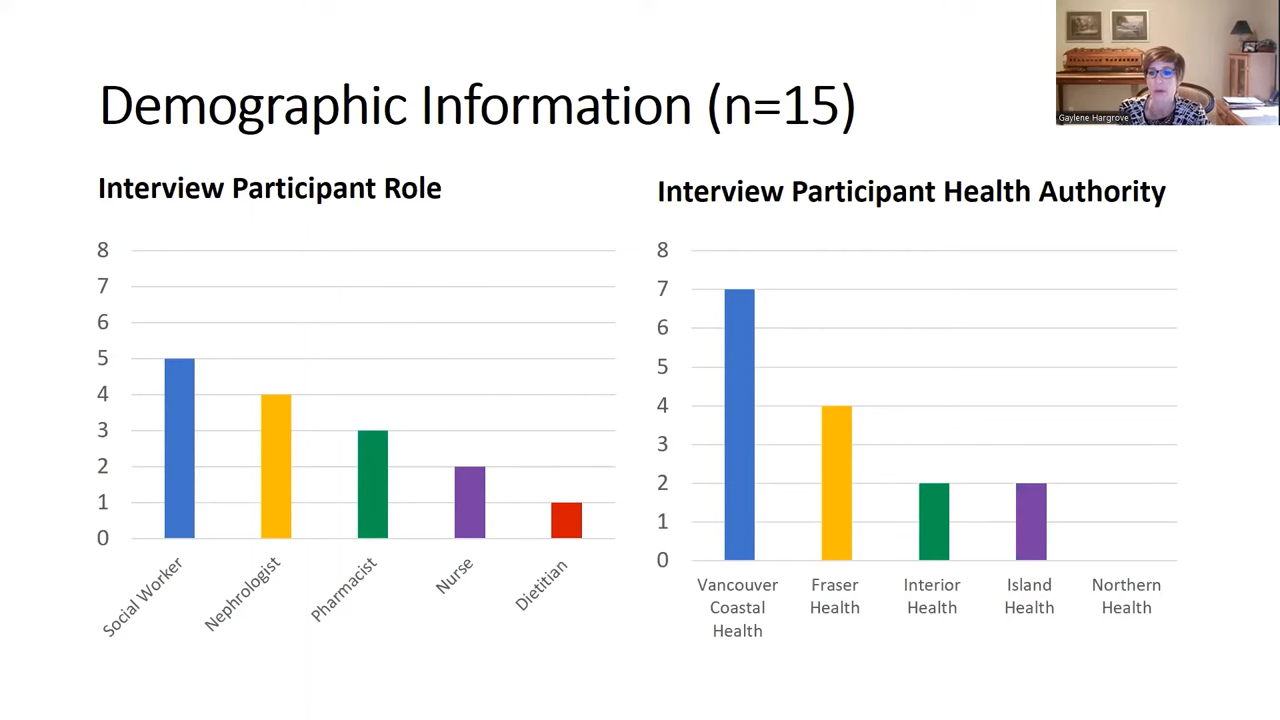 Demographic Information (n=15)
Gaylene Hargrove
Interview Participant Role
8
7
6
5
4
3
2
1
0
Social Worker
Nephrologist
Pharmacist
Nurse
Dietitian
Interview Participant Health Authority
8
7
6
5
4
3
2
1
0
Vancouver
Coastal
Health
Fraser
Health
Interior
Health
Island
Health
Northern
Health